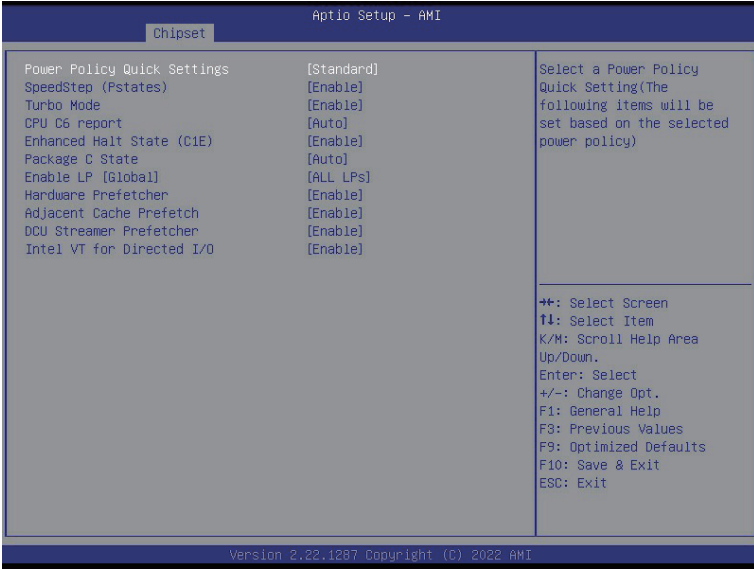 Aptio Setup – AMI
Chipset
Power Policy Quick Settings [Standard]
SpeedStep (Pstates) [Enable]
Turbo Mode [Enable]
CPU C6 report [Auto]
Enhanced Halt State (C1E) [Enable]
Package C State [Auto]
Enable LP [Global] [ALL LPs]
Hardware Prefetcher [Enable]
Adjacent Cache Prefetch [Enable]
DCU Streamer Prefetcher [Enable]
Intel VT for Directed I/O [Enable]
Select a Power Policy
Quick Setting(The
following items will be
set based on the selected
power policy)
→←: Select Screen
↑↓: Select Item
K/M: Scroll Help Area
Up/Down.
Enter: Select
+/-: Change Opt.
F1: General Help
F3: Previous Values
F9: Optimized Defaults
F10: Save & Exit
ESC: Exit
Version 2.22.1287 Copyright (C) 2022 AMI